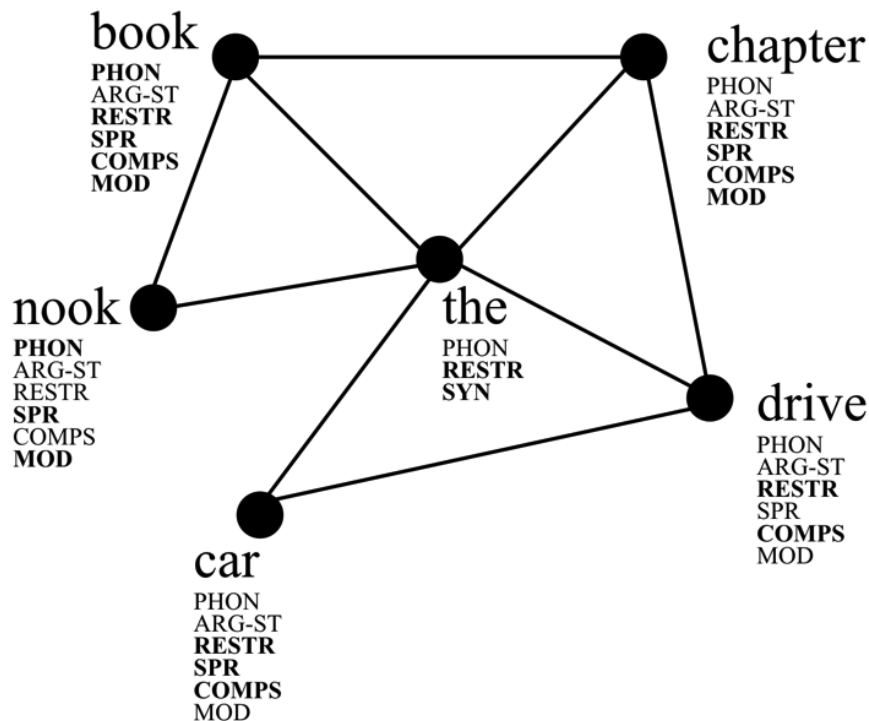 book
PHON
ARG-ST
RESTR
SPR
COMPS
MOD
chapter
PHON
ARG-ST
RESTR
SPR
COMPS
MOD
nook
PHON
ARG-ST
RESTR
SPR
COMPS
MOD
the
PHON
RESTR
SYN
drive
PHON
ARG-ST
RESTR
SPR
COMPS
MOD
car
PHON
ARG-ST
RESTR
SPR
COMPS
MOD